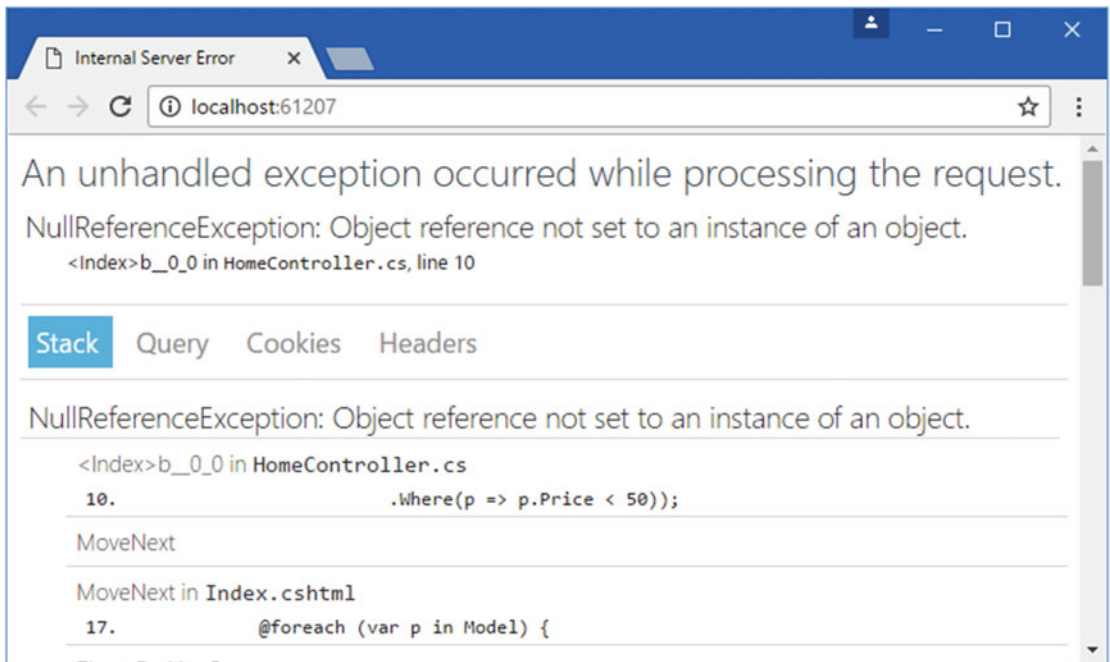 Internal Server Error
localhost:61207
An unhandled exception occurred while processing the request.
NullReferenceException: Object reference not set to an instance of an object.
<Index>b__0_0 in HomeController.cs, line 10
Stack Query Cookies Headers
NullReferenceException: Object reference not set to an instance of an object.
<Index>b__0_0 in HomeController.cs
10. .Where(p => p.Price < 50));
MoveNext
MoveNext in Index.cshtml
17. @foreach (var p in Model) {